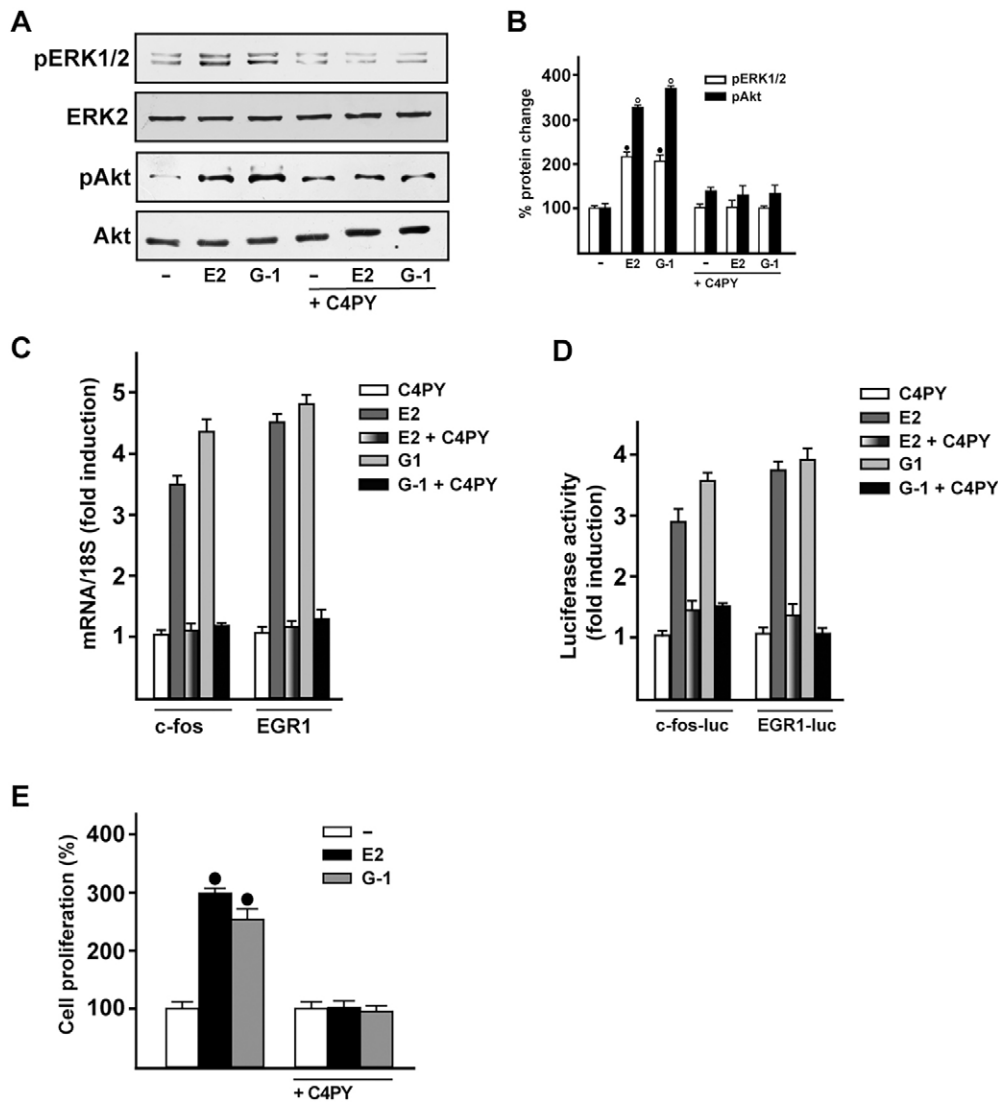 A
pERK1/2
ERK2
pAkt
Akt
– E2 G-1 – E2 G-1
+ C4PY
B
% protein change
400
300
200
100
pERK1/2
pAkt
– E2 G-1 – E2 G-1
+ C4PY
C
mRNA/18S (fold induction)
5
4
3
2
1
C4PY
E2
E2 + C4PY
G1
G-1 + C4PY
c-fos EGR1
D
Luciferase activity
(fold induction)
4
3
2
1
C4PY
E2
E2 + C4PY
G1
G-1 + C4PY
c-fos-luc EGR1-luc
E
Cell proliferation (%)
400
300
200
100
–
E2
G-1
+ C4PY